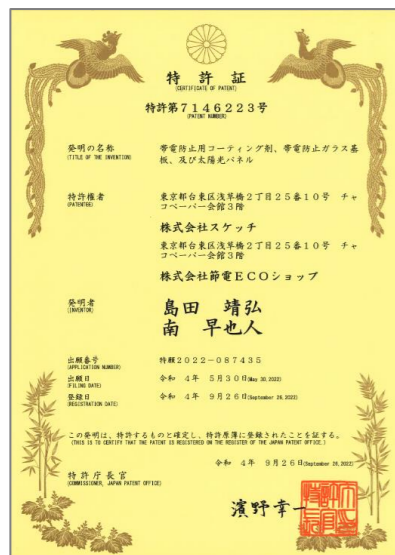 特許証
(CERTIFICATE OF PATENT)
特許第7146223号
(PATENT NUMBER)
発明の名称
(TITLE OF THE INVENTION)
帯電防止用コーティング剤、帯電防止ガラス基
板、及び太陽光パネル
特許権者
(PATENTEE)
東京都台東区浅草橋2丁目25番10号 チャ
コペーパー会館3階
株式会社スケッチ
東京都台東区浅草橋2丁目25番10号 チャ
コペーパー会館3階
株式会社節電ECOショップ
発明者
(INVENTOR)
島田 靖弘
南 早也人
出願番号
(APPLICATION NUMBER)
特願2022-087435
出願日
(FILING DATE)
令和 4年 5月30日(May 30,2022)
登録日
(REGISTRATION DATE)
令和 4年 9月26日(September 26,2022)
この発明は、特許するものと確定し、特許原簿に登録されたことを証する。
(THIS IS TO CERTIFY THAT THE PATENT IS REGISTERED ON THE REGISTER OF THE JAPAN PATENT OFFICE.)
令和 4年 9月26日(September 26,2022)
特許庁長官
(COMMISSIONER, JAPAN PATENT OFFICE)
濱野幸一